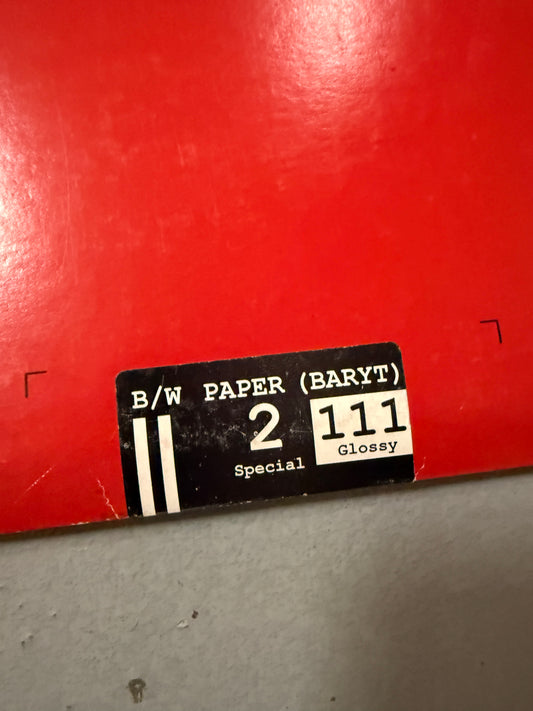 B/W PAPER (BARYT)
2 111
Special Glossy